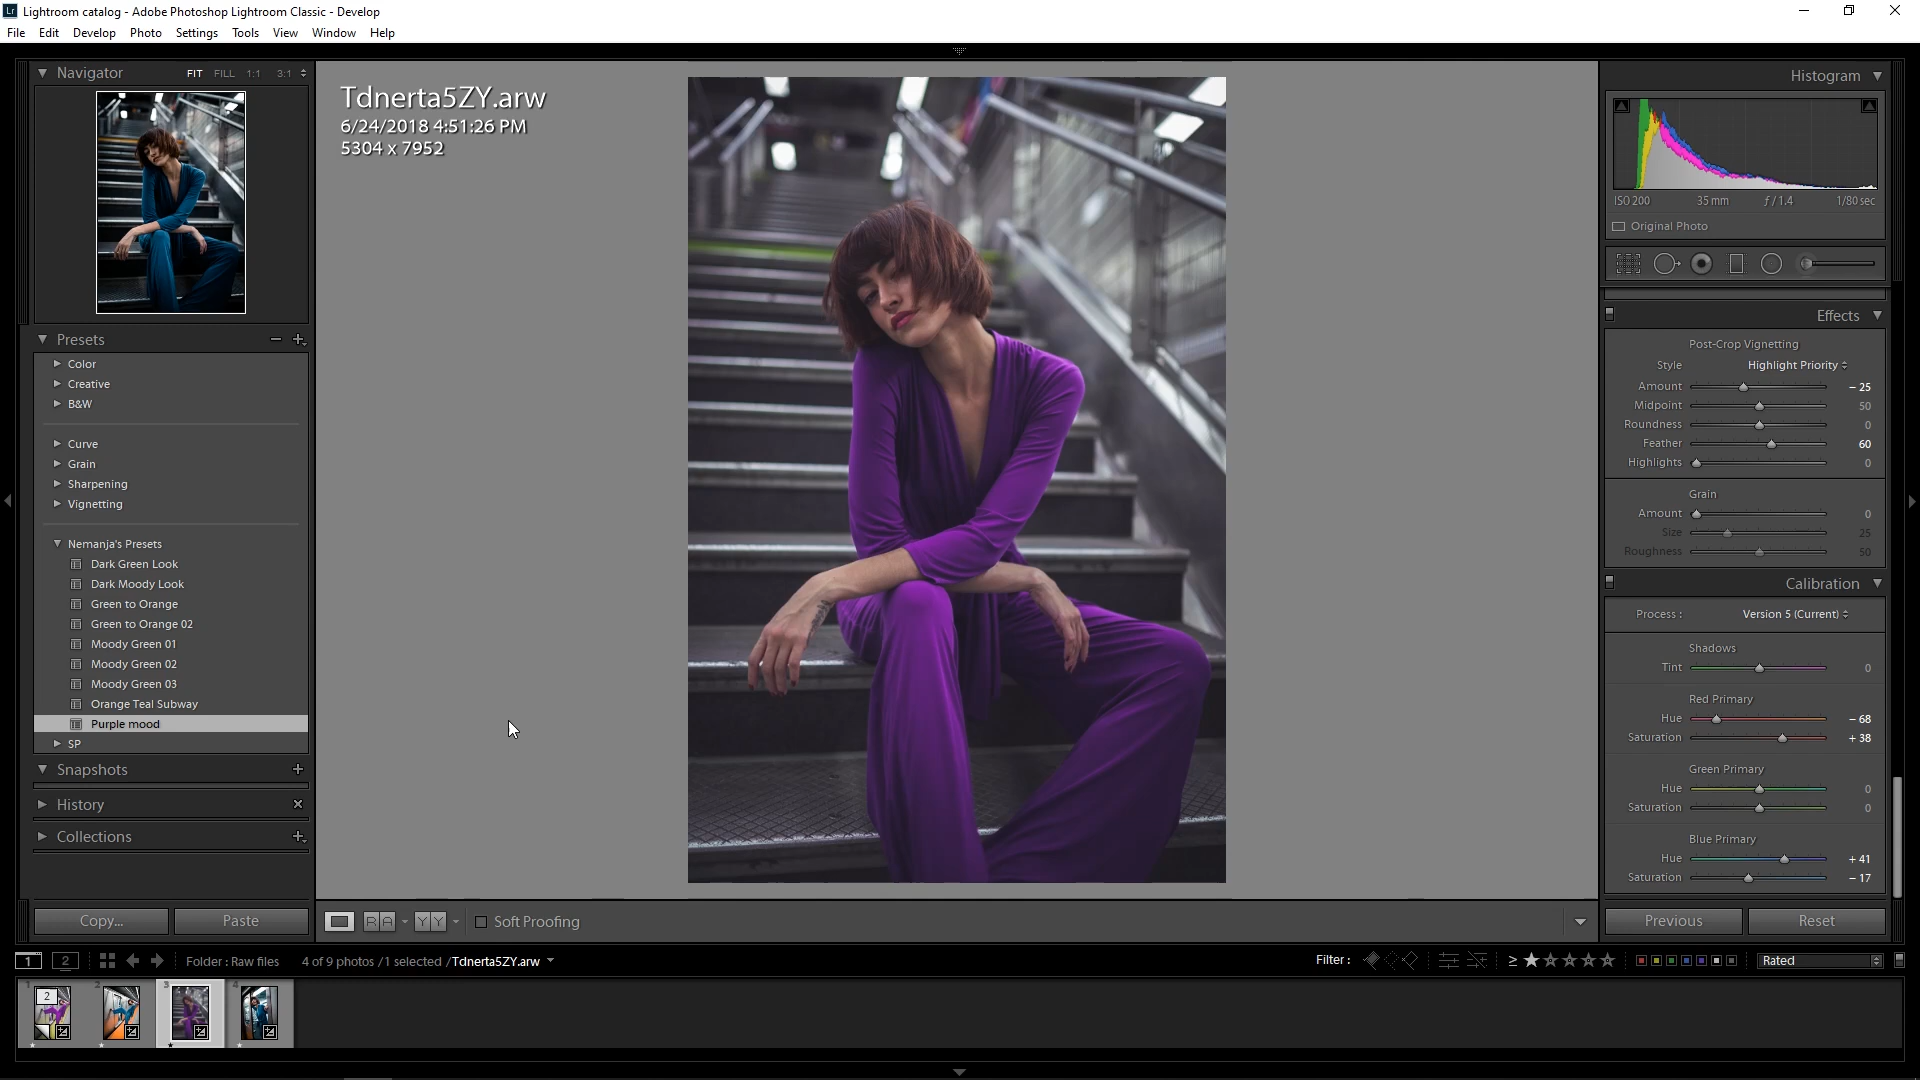 Lr Lightroom catalog - Adobe Photoshop Lightroom Classic - Develop
File Edit Develop Photo Settings Tools View Window Help
Navigator FIT FILL 1:1 3:1
Presets
Color
Creative
B&W
Curve
Grain
Sharpening
Vignetting
Nemanja's Presets
Dark Green Look
Dark Moody Look
Green to Orange
Green to Orange 02
Moody Green 01
Moody Green 02
Moody Green 03
Orange Teal Subway
Purple mood
SP
Snapshots
History
Collections
Copy... Paste
Tdnerta5ZY.arw
6/24/2018 4:51:26 PM
5304 x 7952
R A Y Y Soft Proofing
Histogram
ISO 200 35 mm ƒ / 1.4 1/80 sec
Original Photo
Effects
Post-Crop Vignetting
Style Highlight Priority
Amount - 25
Midpoint 50
Roundness 0
Feather 60
Highlights 0
Grain
Amount 0
Size 25
Roughness 50
Calibration
Process : Version 5 (Current)
Shadows
Tint 0
Red Primary
Hue - 68
Saturation + 38
Green Primary
Hue 0
Saturation 0
Blue Primary
Hue + 41
Saturation - 17
Previous Reset
1 2 Folder : Raw files 4 of 9 photos / 1 selected / Tdnerta5ZY.arw Filter : ≥ Rated
1 2 3 4
2